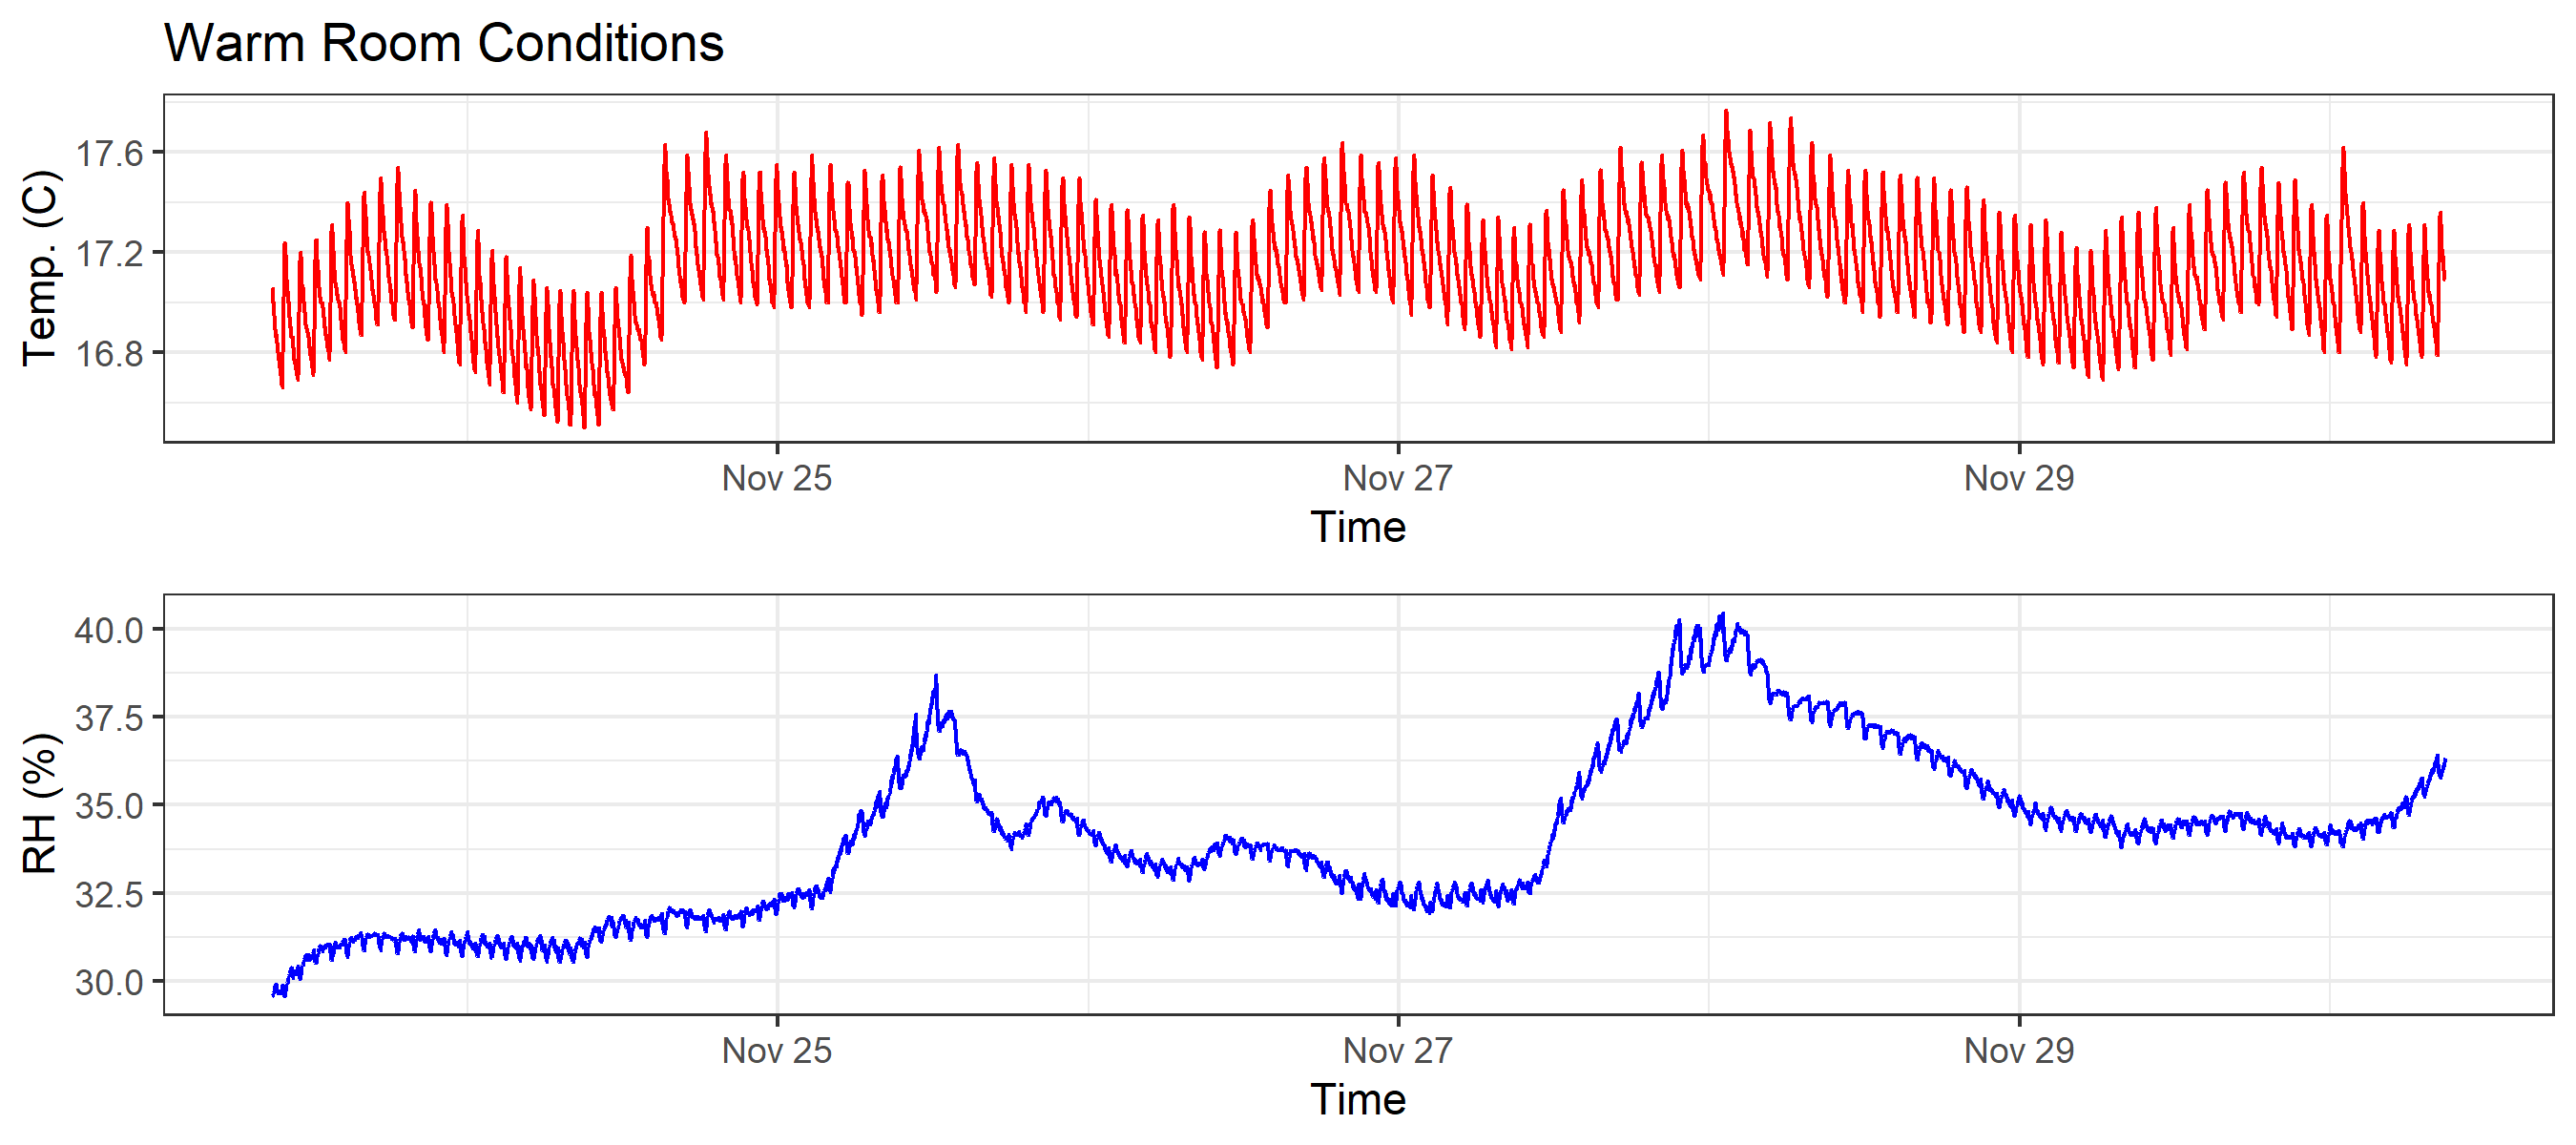 Warm Room Conditions
Temp. (C)
17.6
17.2
16.8
Nov 25 Nov 27 Nov 29
Time
RH (%)
40.0
37.5
35.0
32.5
30.0
Nov 25 Nov 27 Nov 29
Time